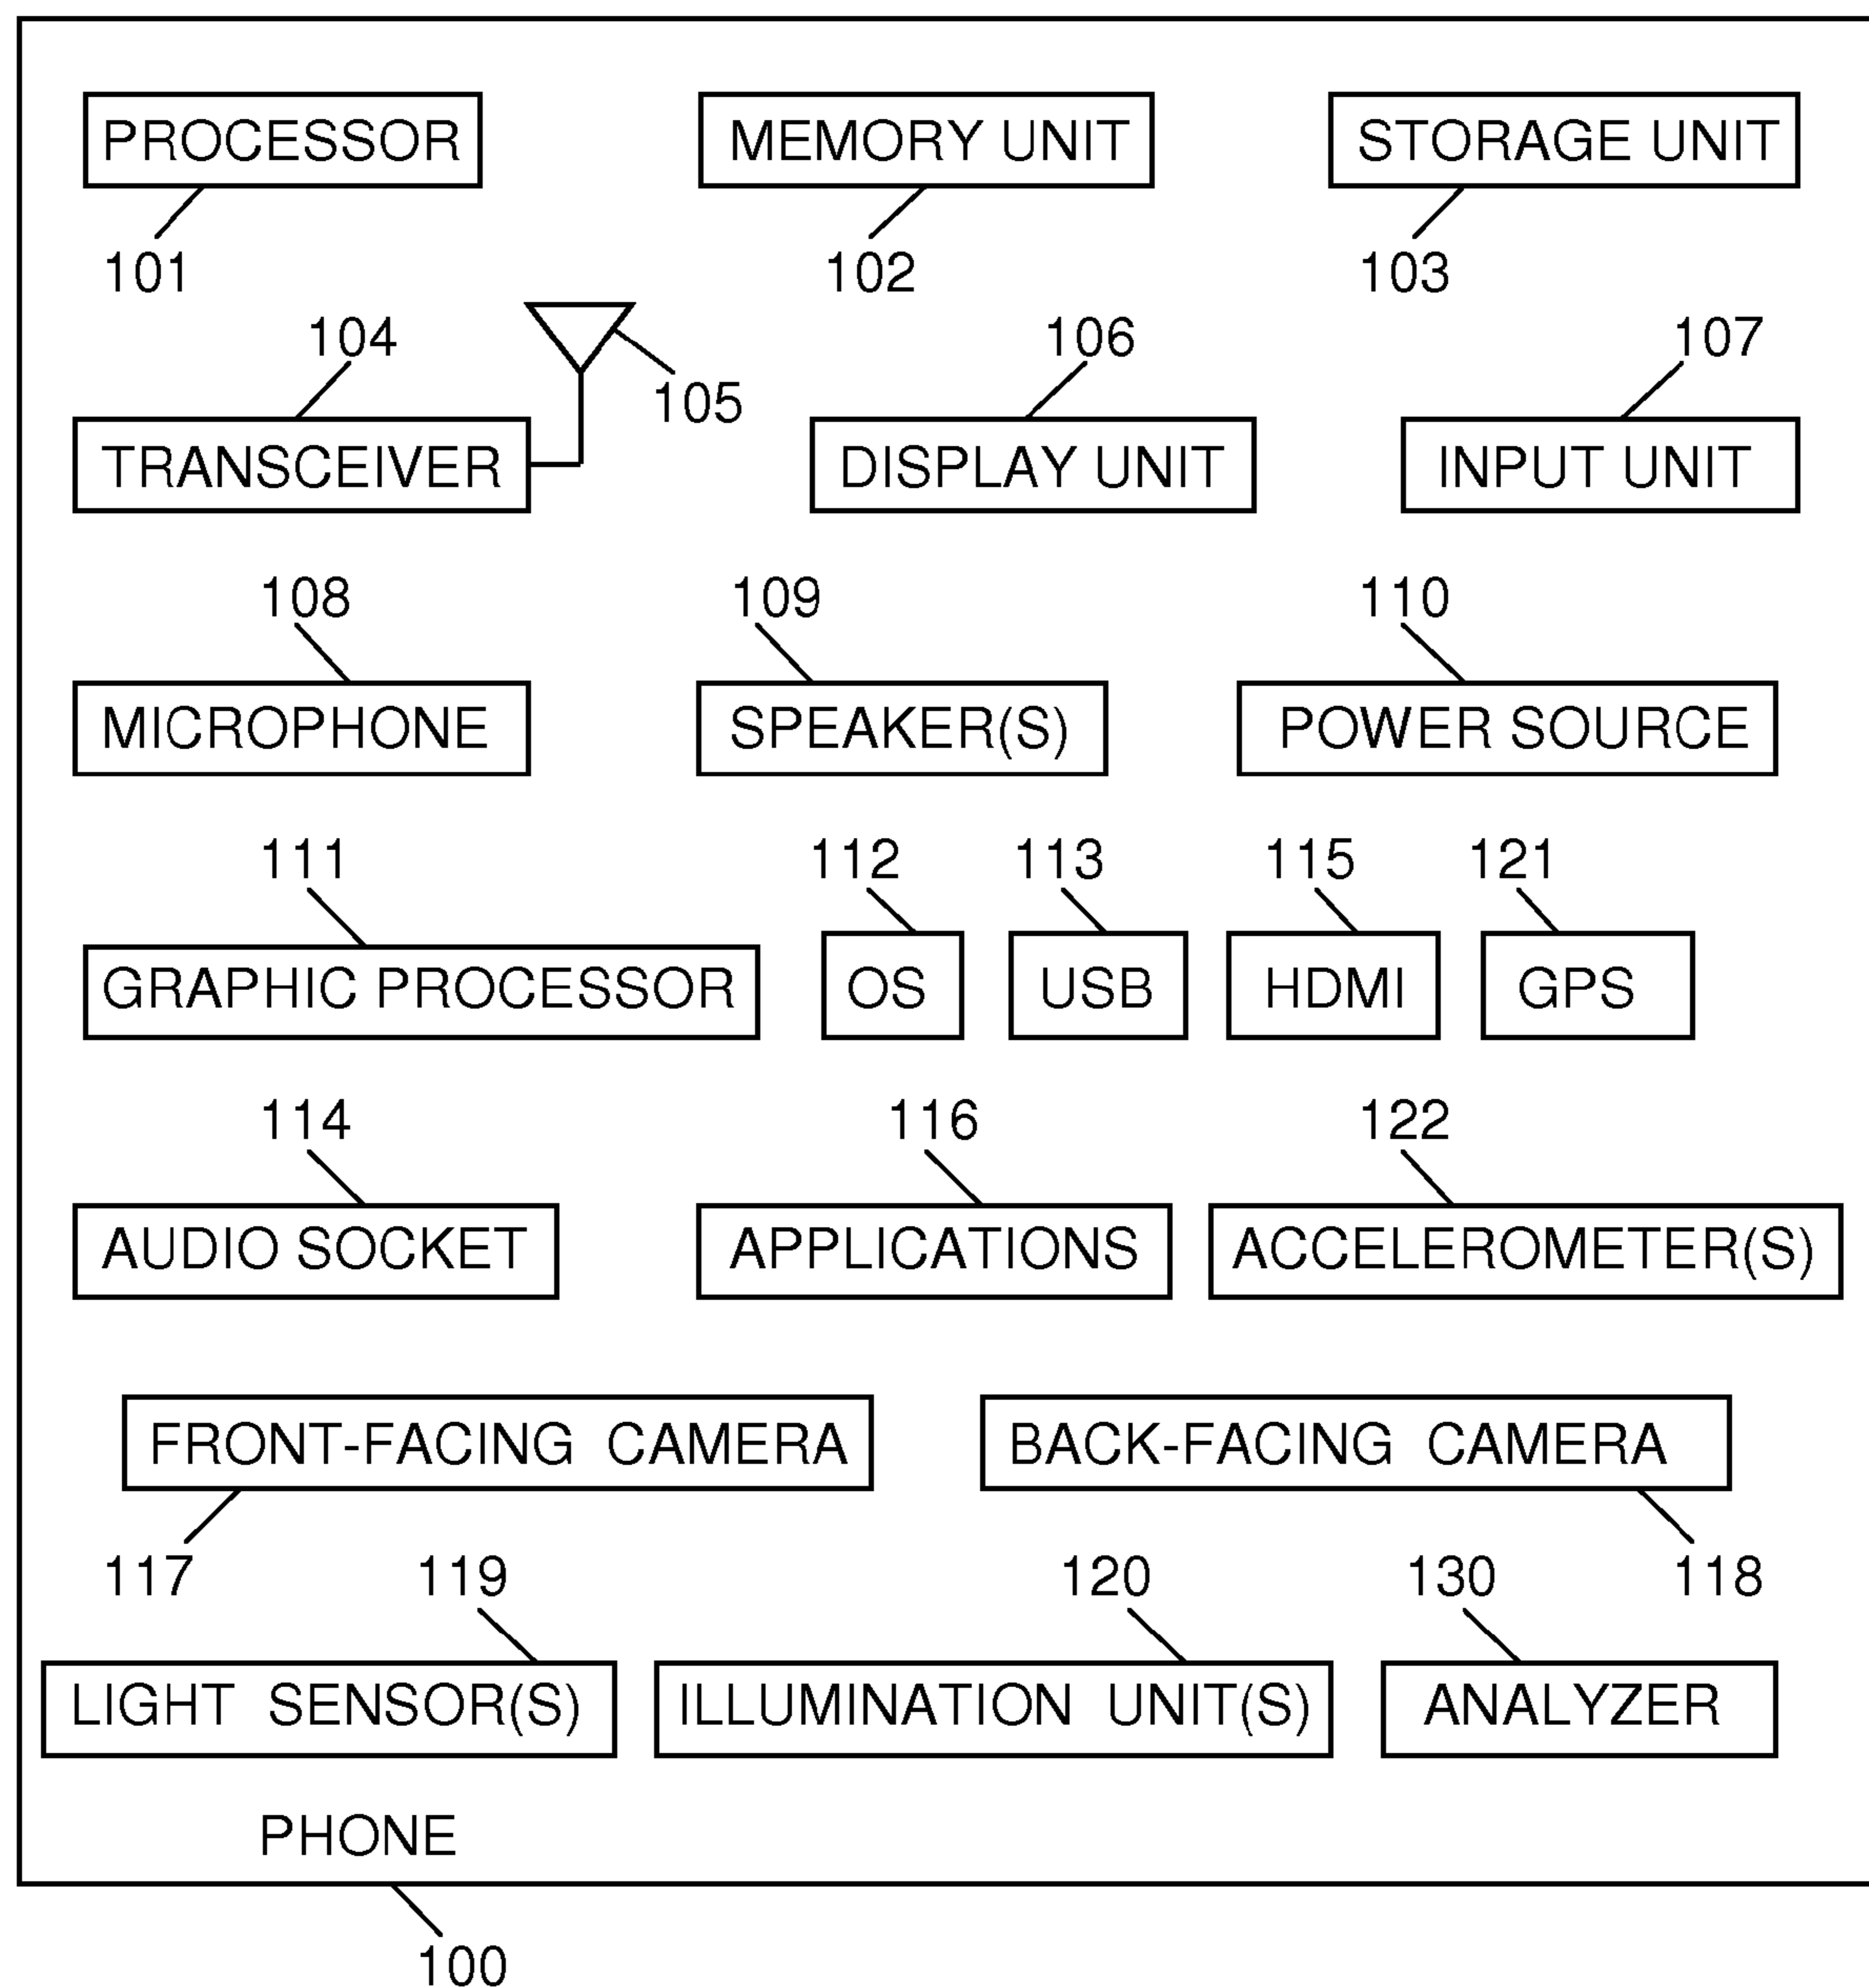 PROCESSOR MEMORY UNIT STORAGE UNIT
101 102 103
104 106 107
105
TRANSCEIVER DISPLAY UNIT INPUT UNIT
108 109 110
MICROPHONE SPEAKER(S) POWER SOURCE
111 112 113 115 121
GRAPHIC PROCESSOR OS USB HDMI GPS
114 116 122
AUDIO SOCKET APPLICATIONS ACCELEROMETER(S)
FRONT-FACING CAMERA BACK-FACING CAMERA
117 119 120 130 118
LIGHT SENSOR(S) ILLUMINATION UNIT(S) ANALYZER
PHONE
100